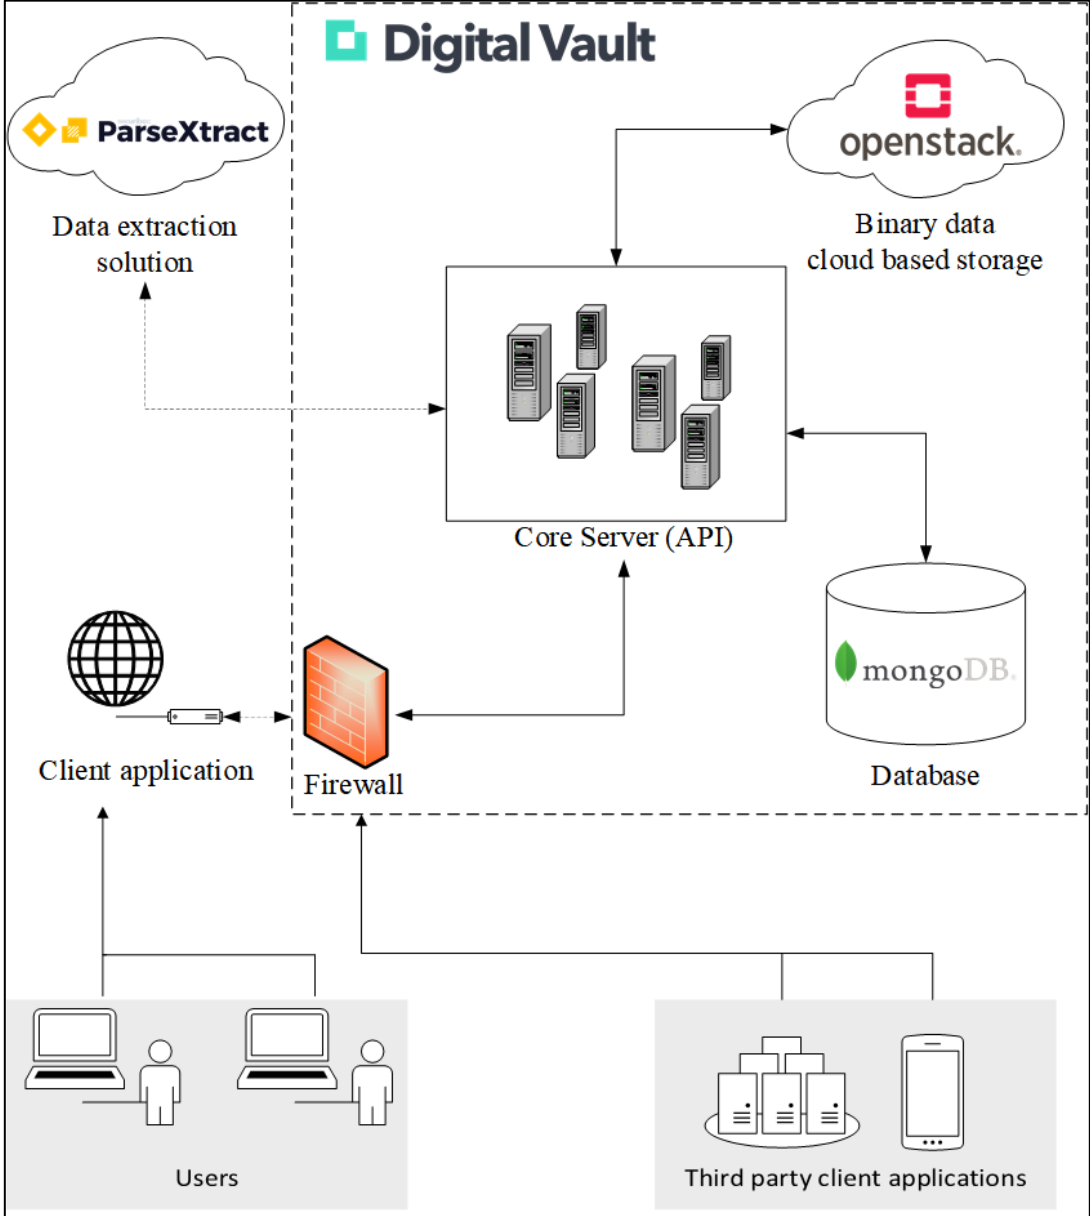 Digital Vault
ParseXtract
openstack.
Data extraction
solution
Binary data
cloud based storage
Core Server (API)
mongoDB.
Client application
Firewall
Database
Users
Third party client applications